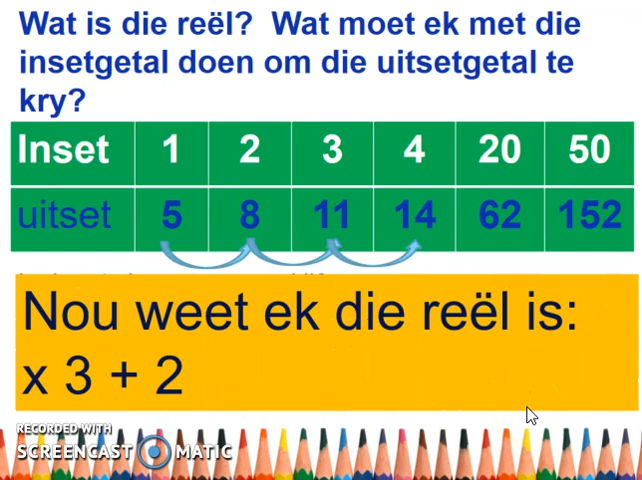 Wat is die reël? Wat moet ek met die
insetgetal doen om die uitsetgetal te
kry?
Inset 1 2 3 4 20 50
uitset 5 8 11 14 62 152
Nou weet ek die reël is:
x 3 + 2
RECORDED WITH
SCREENCAST MATIC